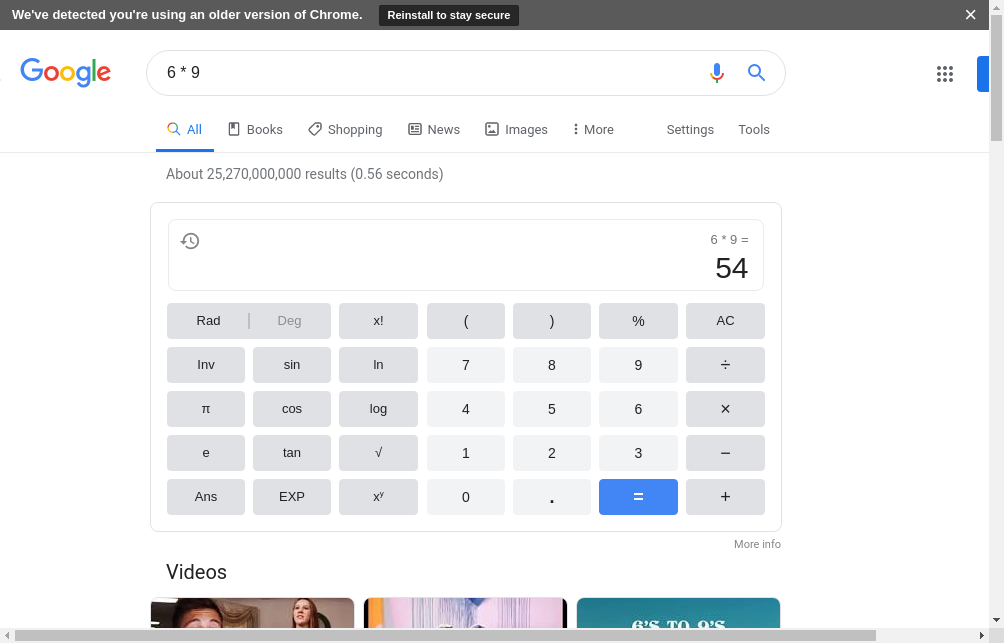 We've detected you're using an older version of Chrome. Reinstall to stay secure
Google 6 * 9
All Books Shopping News Images More Settings Tools
About 25,270,000,000 results (0.56 seconds)
6 * 9 =
54
Rad Deg x! ( ) % AC
Inv sin ln 7 8 9 ÷
π cos log 4 5 6 ×
e tan √ 1 2 3 −
Ans EXP xʸ 0 . = +
More info
Videos
6'S TO 9'S